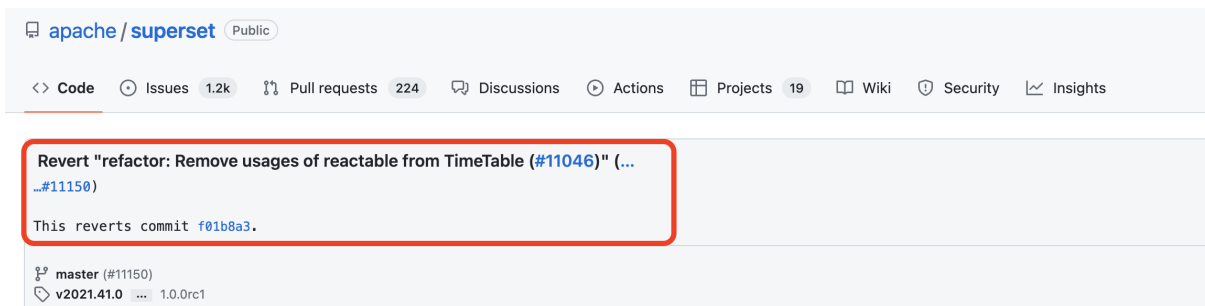 apache / superset Public
Code Issues 1.2k Pull requests 224 Discussions Actions Projects 19 Wiki Security Insights
Revert "refactor: Remove usages of reactable from TimeTable (#11046)" (...
…#11150)
This reverts commit f01b8a3.
master (#11150)
v2021.41.0 ... 1.0.0rc1